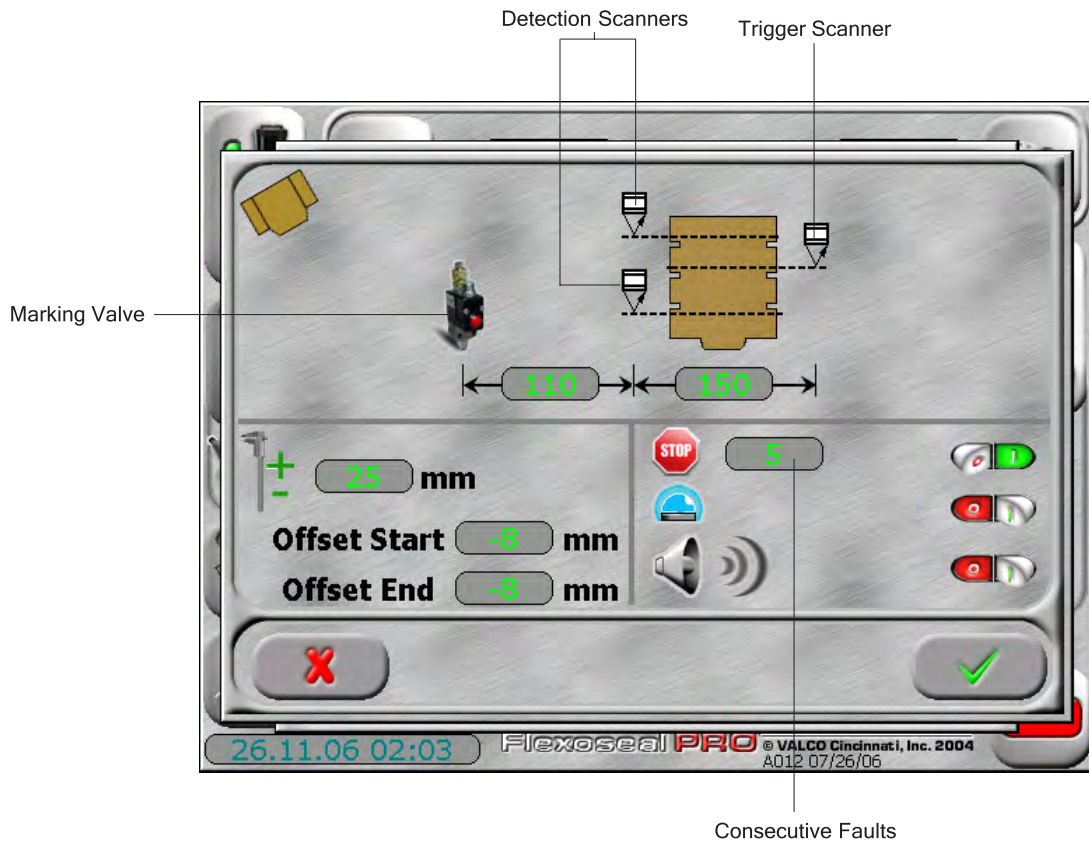 Detection Scanners
Trigger Scanner
Marking Valve
110
150
STOP
5
25 mm
Offset Start -8 mm
Offset End -8 mm
26.11.06 02:03
Flexoseal PRO
© VALCO Cincinnati, Inc. 2004
A012 07/26/06
Consecutive Faults